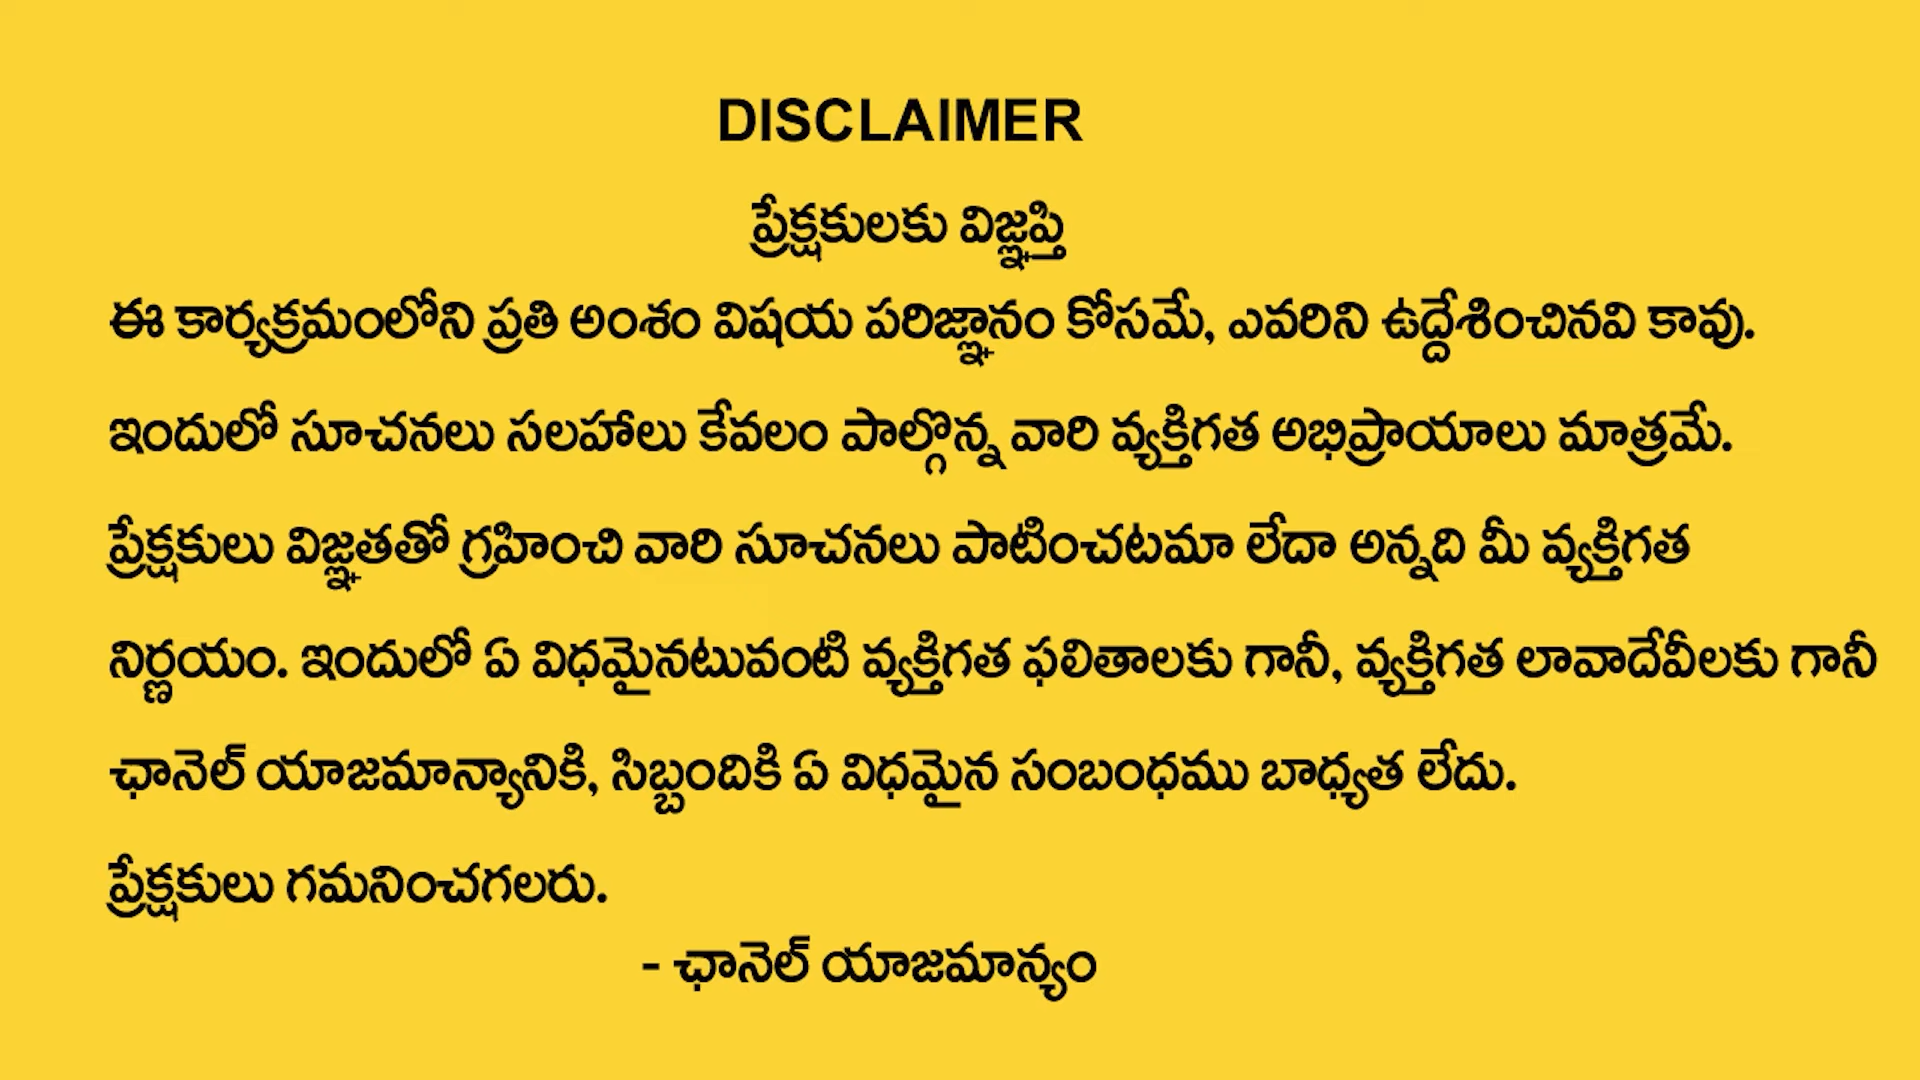 DISCLAIMER
ప్రేక్షకులకు విజ్ఞప్తి
ఈ కార్యక్రమంలోని ప్రతి అంశం విషయ పరిజ్ఞానం కోసమే, ఎవరిని ఉద్దేశించినవి కావు.
ఇందులో సూచనలు సలహాలు కేవలం పాల్గొన్న వారి వ్యక్తిగత అభిప్రాయాలు మాత్రమే.
ప్రేక్షకులు విజ్ఞతతో గ్రహించి వారి సూచనలు పాటించటమా లేదా అన్నది మీ వ్యక్తిగత
నిర్ణయం. ఇందులో ఏ విధమైనటువంటి వ్యక్తిగత ఫలితాలకు గానీ, వ్యక్తిగత లావాదేవీలకు గానీ
ఛానెల్ యాజమాన్యానికి, సిబ్బందికి ఏ విధమైన సంబంధము బాధ్యత లేదు.
ప్రేక్షకులు గమనించగలరు.
- ఛానెల్ యాజమాన్యం